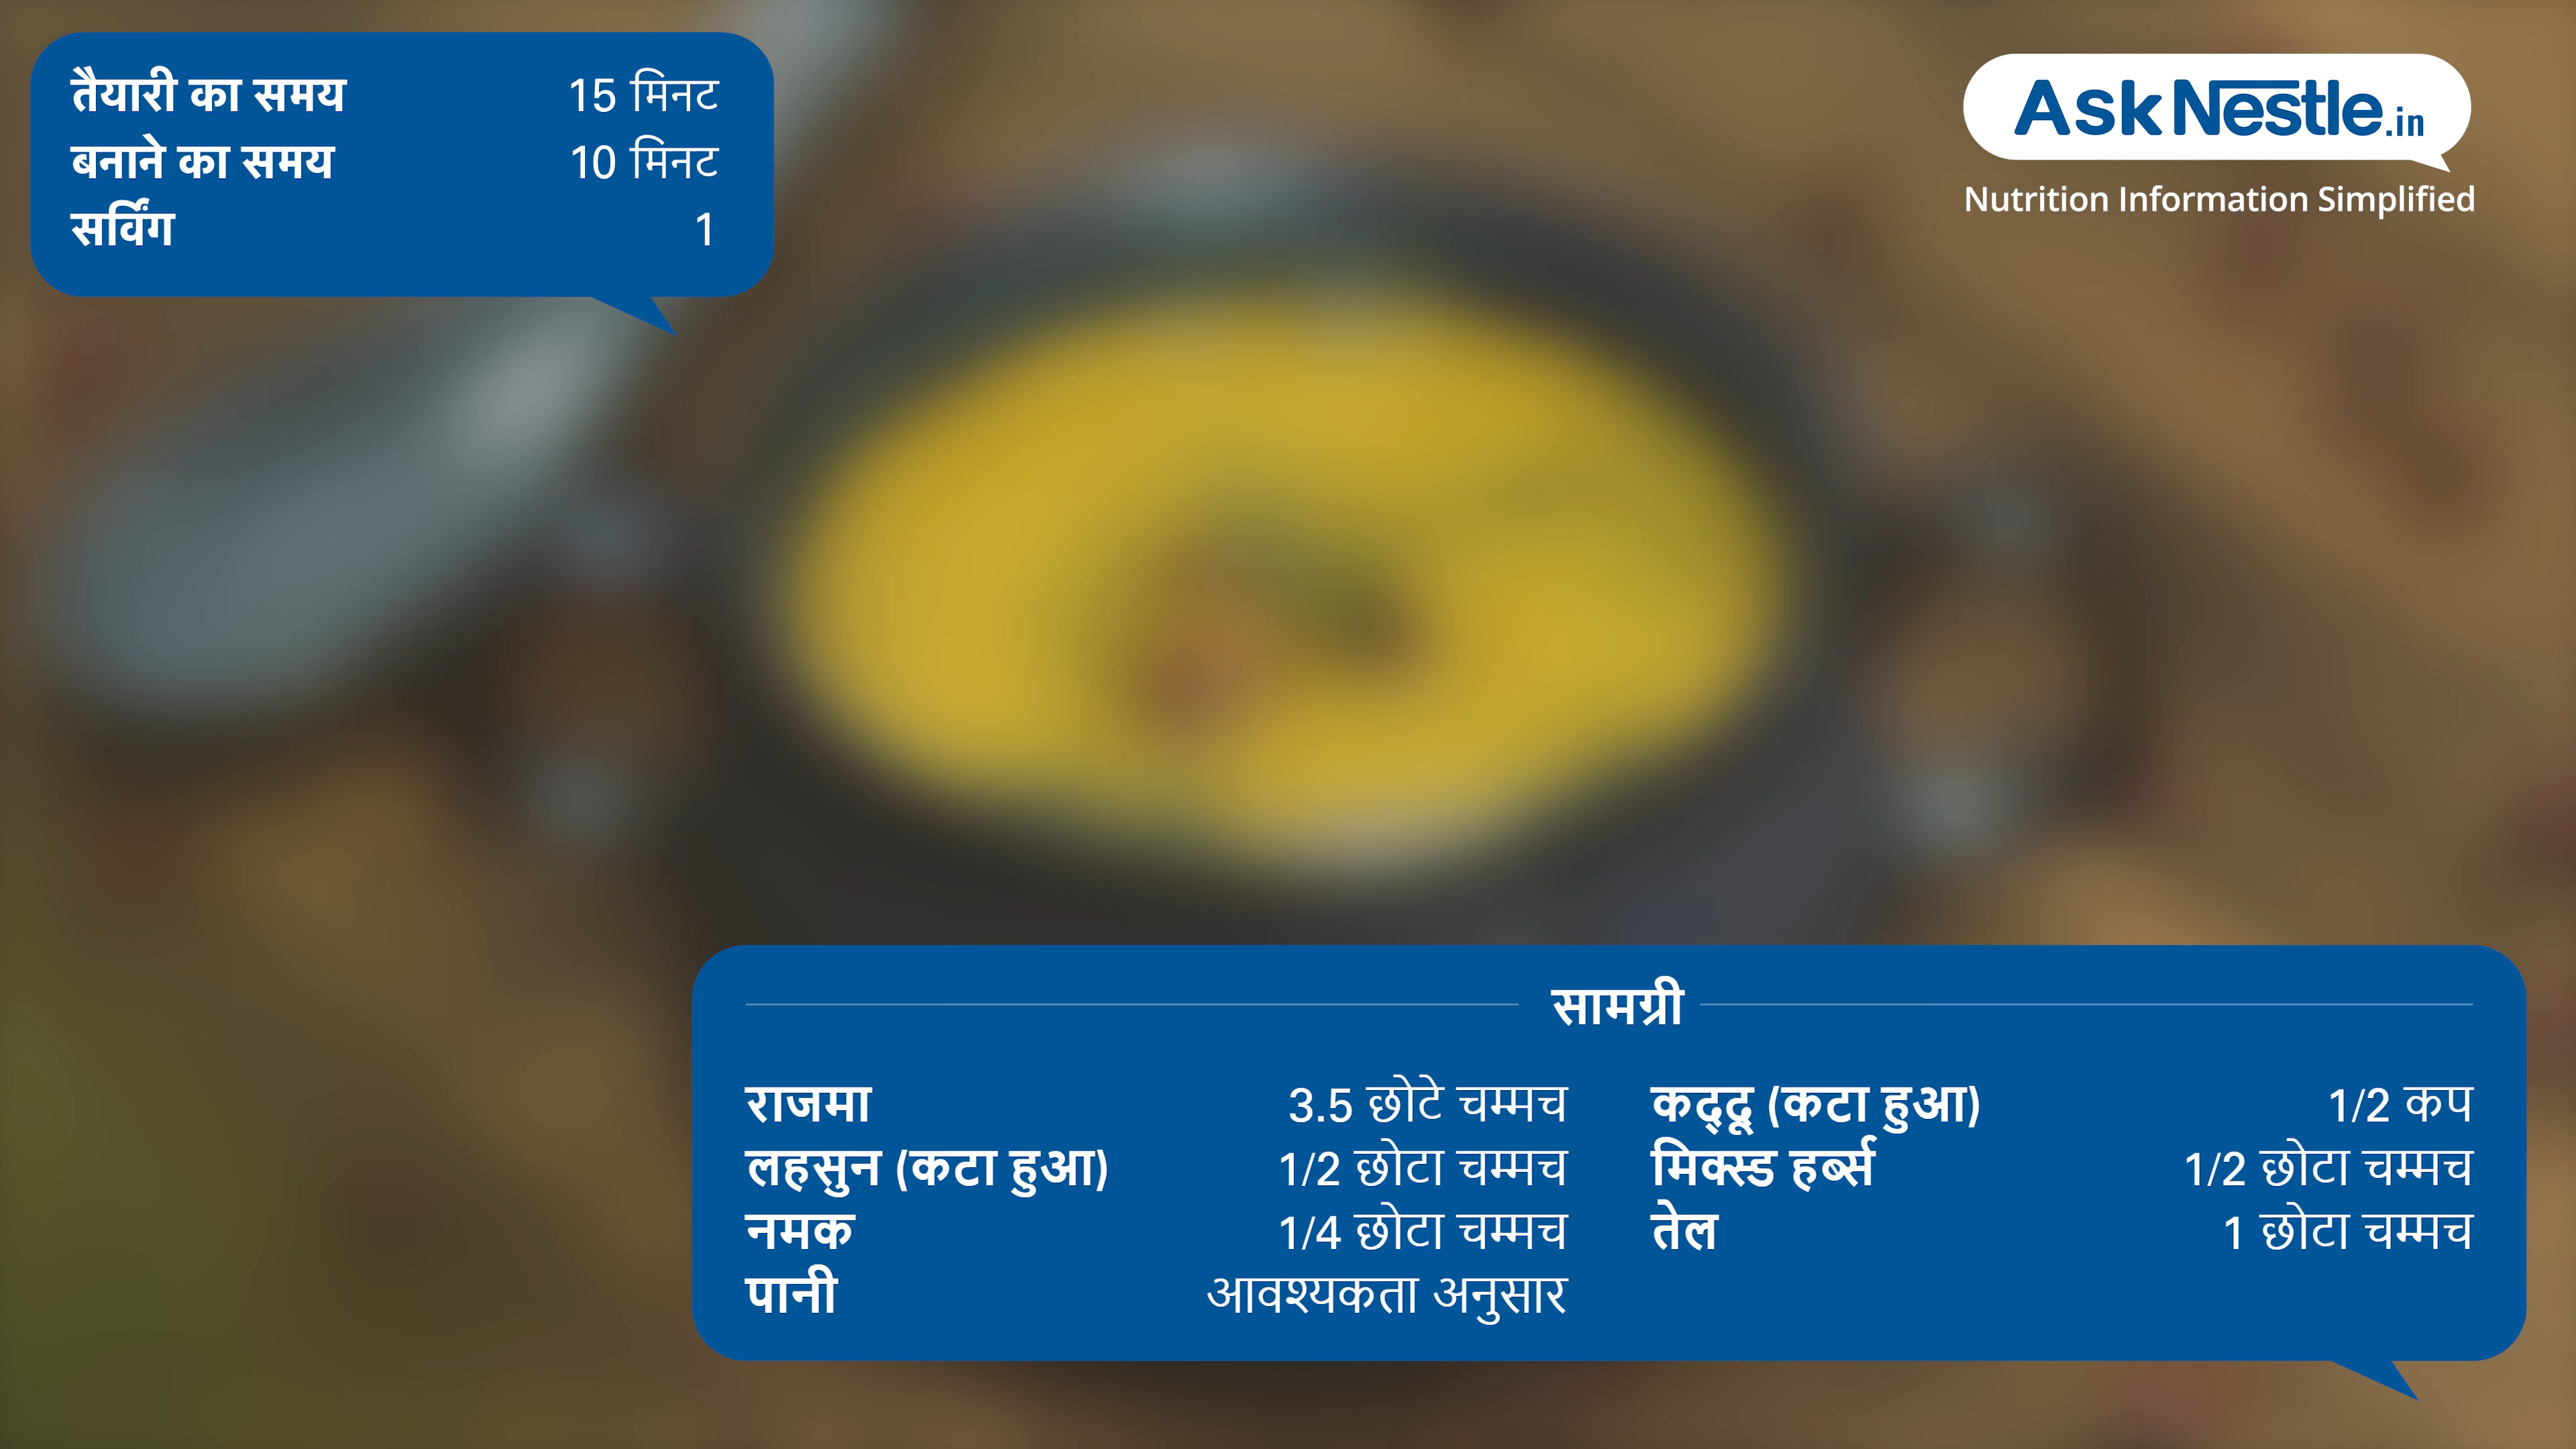 तैयारी का समय 15 मिनट
बनाने का समय 10 मिनट
सर्विंग 1
AskNestle.in
Nutrition Information Simplified
सामग्री
राजमा 3.5 छोटे चम्मच
लहसुन (कटा हुआ) 1/2 छोटा चम्मच
नमक 1/4 छोटा चम्मच
पानी आवश्यकता अनुसार
कद्दू (कटा हुआ) 1/2 कप
मिक्स्ड हर्ब्स 1/2 छोटा चम्मच
तेल 1 छोटा चम्मच